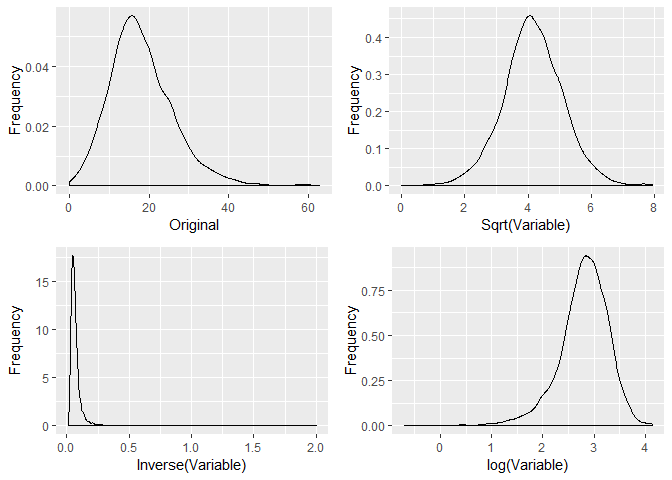 Frequency
0.04
0.02
0.00
0 20 40 60
Original
Frequency
0.4
0.3
0.2
0.1
0.0
0 2 4 6 8
Sqrt(Variable)
Frequency
15
10
5
0
0.0 0.5 1.0 1.5 2.0
Inverse(Variable)
Frequency
0.75
0.50
0.25
0.00
0 1 2 3 4
log(Variable)